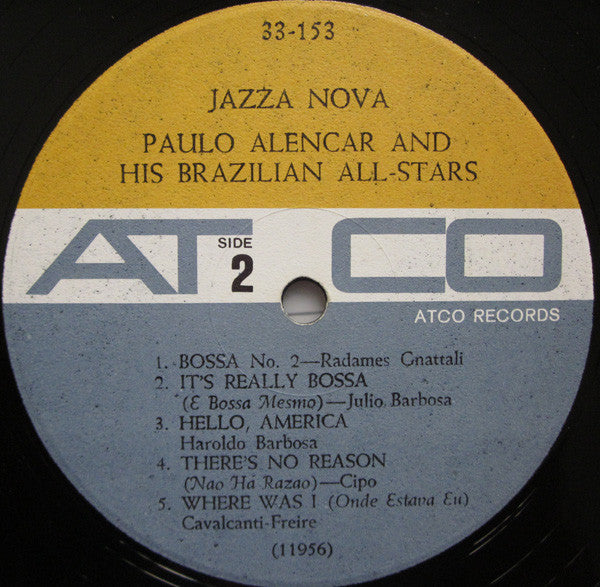 33-153
JAZZA NOVA
PAULO ALENCAR AND
HIS BRAZILIAN ALL-STARS
ATCO
SIDE
2
ATCO RECORDS
1. BOSSA No. 2—Radames Gnattali
2. IT'S REALLY BOSSA
(E Bossa Mesmo)—Julio Barbosa
3. HELLO, AMERICA
Haroldo Barbosa
4. THERE'S NO REASON
(Nao Há Razao)—Cipo
5. WHERE WAS I (Onde Estava Eu)
Cavalcanti-Freire
(11956)